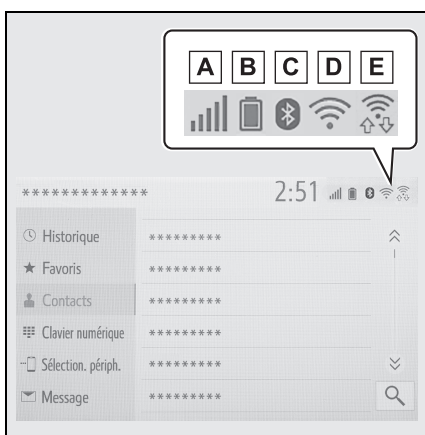 A B C D E
************* 2:51
Historique *********
Favoris *********
Contacts *********
Clavier numérique *********
Sélection. périph. *********
Message *********